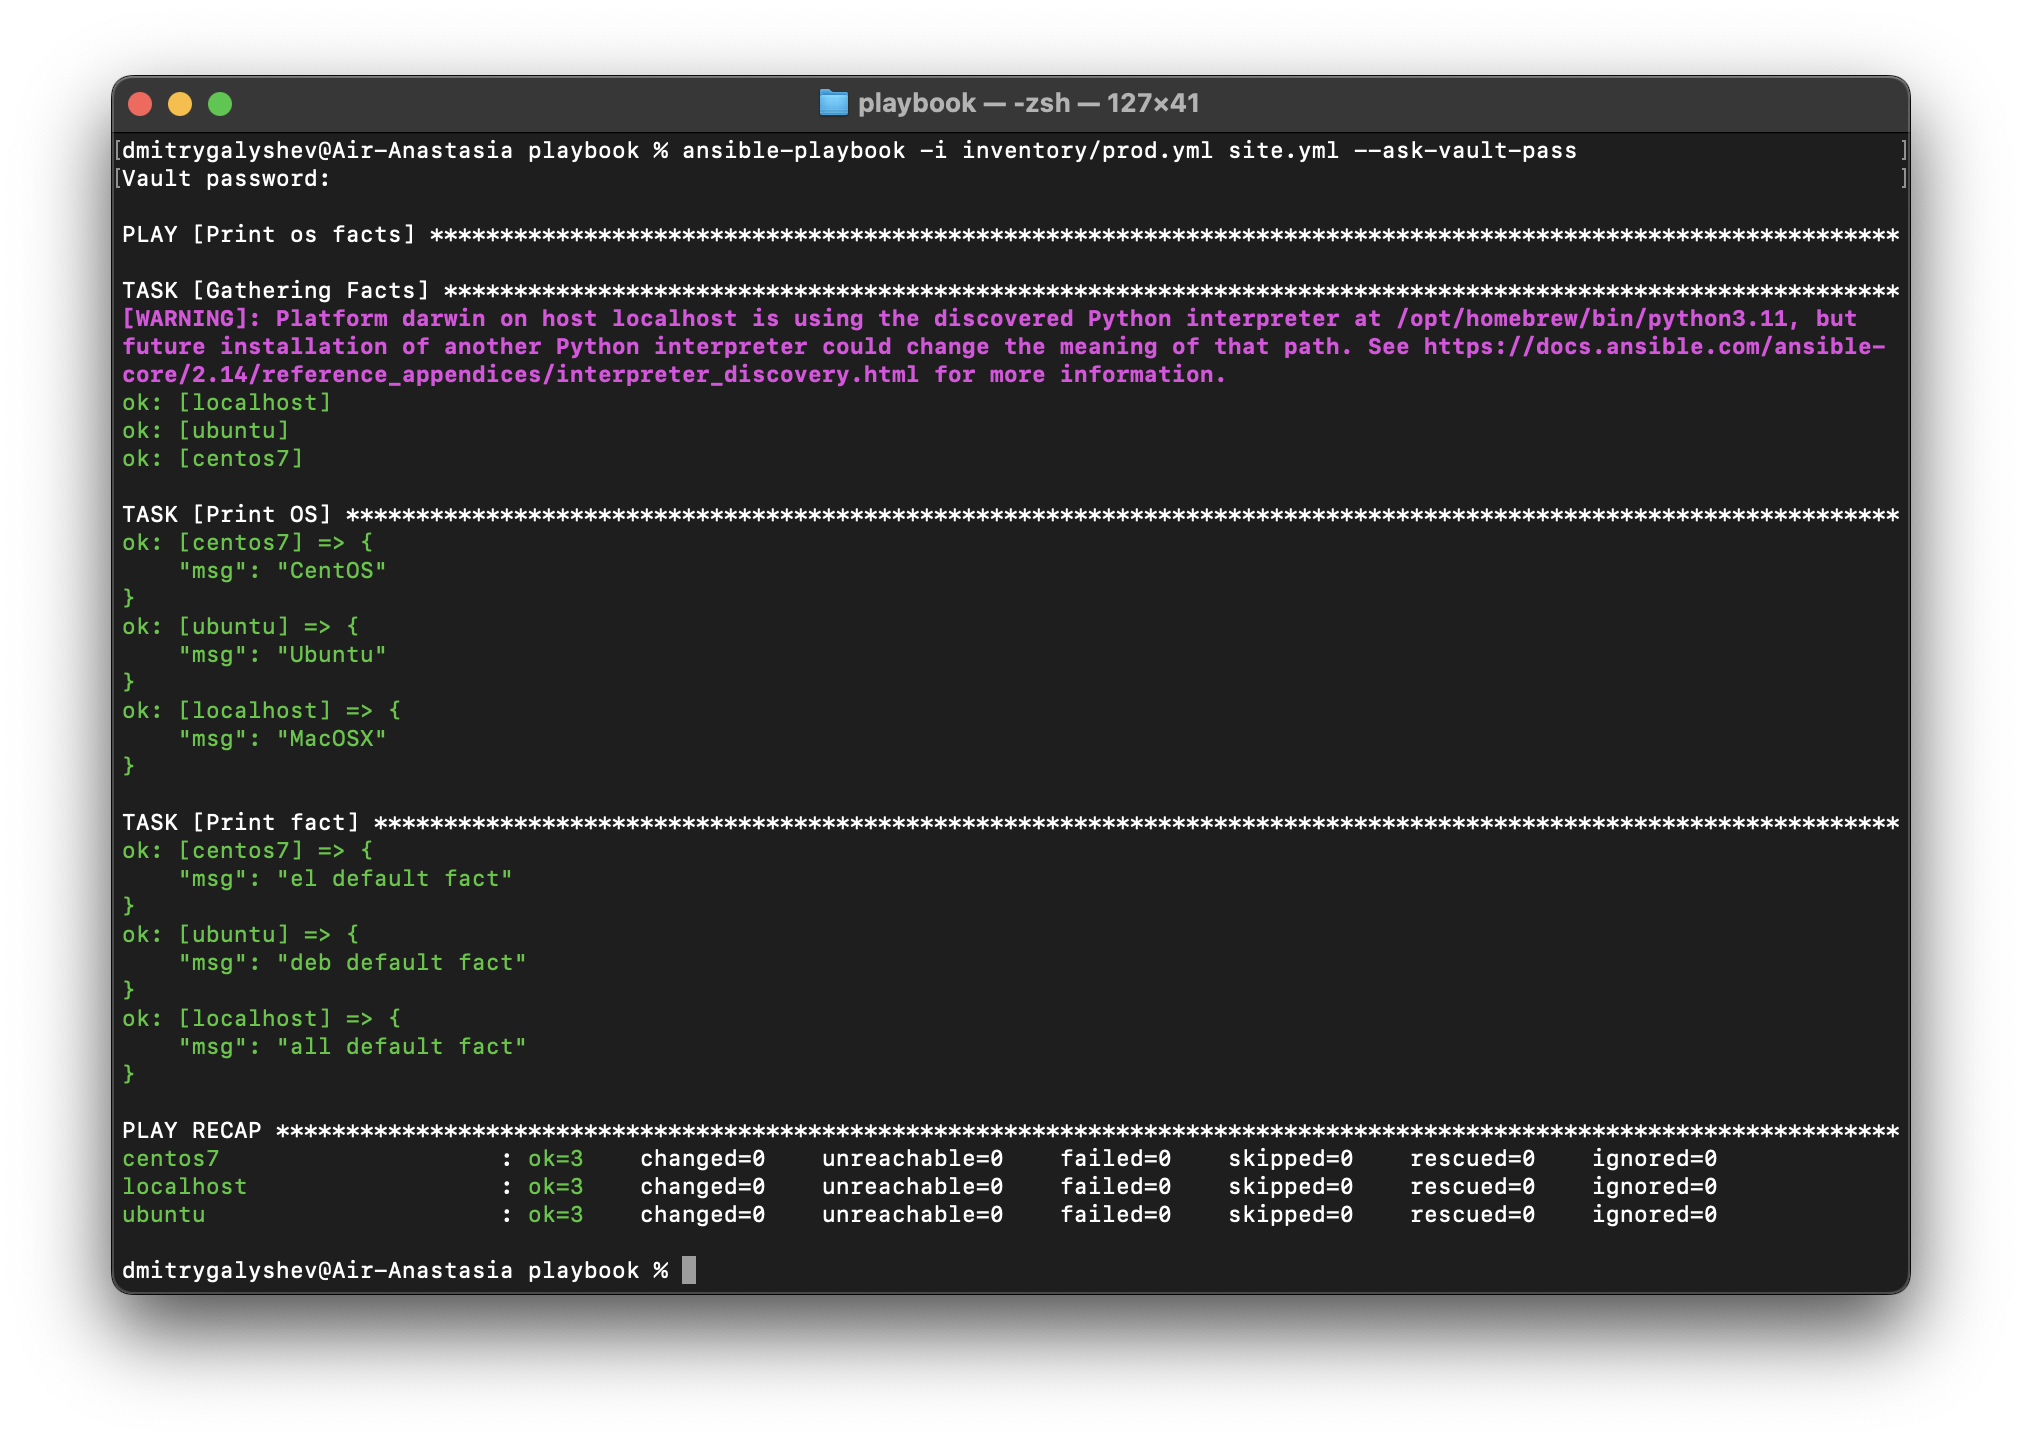 playbook — -zsh — 127×41
dmitrygalyshev@Air-Anastasia playbook % ansible-playbook -i inventory/prod.yml site.yml --ask-vault-pass
Vault password:
PLAY [Print os facts] *********************************************************************************************************
TASK [Gathering Facts] ********************************************************************************************************
[WARNING]: Platform darwin on host localhost is using the discovered Python interpreter at /opt/homebrew/bin/python3.11, but
future installation of another Python interpreter could change the meaning of that path. See https://docs.ansible.com/ansible-
core/2.14/reference_appendices/interpreter_discovery.html for more information.
ok: [localhost]
ok: [ubuntu]
ok: [centos7]
TASK [Print OS] ***************************************************************************************************************
ok: [centos7] => {
    "msg": "CentOS"
}
ok: [ubuntu] => {
    "msg": "Ubuntu"
}
ok: [localhost] => {
    "msg": "MacOSX"
}
TASK [Print fact] *************************************************************************************************************
ok: [centos7] => {
    "msg": "el default fact"
}
ok: [ubuntu] => {
    "msg": "deb default fact"
}
ok: [localhost] => {
    "msg": "all default fact"
}
PLAY RECAP ********************************************************************************************************************
centos7                    : ok=3    changed=0    unreachable=0    failed=0    skipped=0    rescued=0    ignored=0
localhost                  : ok=3    changed=0    unreachable=0    failed=0    skipped=0    rescued=0    ignored=0
ubuntu                     : ok=3    changed=0    unreachable=0    failed=0    skipped=0    rescued=0    ignored=0
dmitrygalyshev@Air-Anastasia playbook %